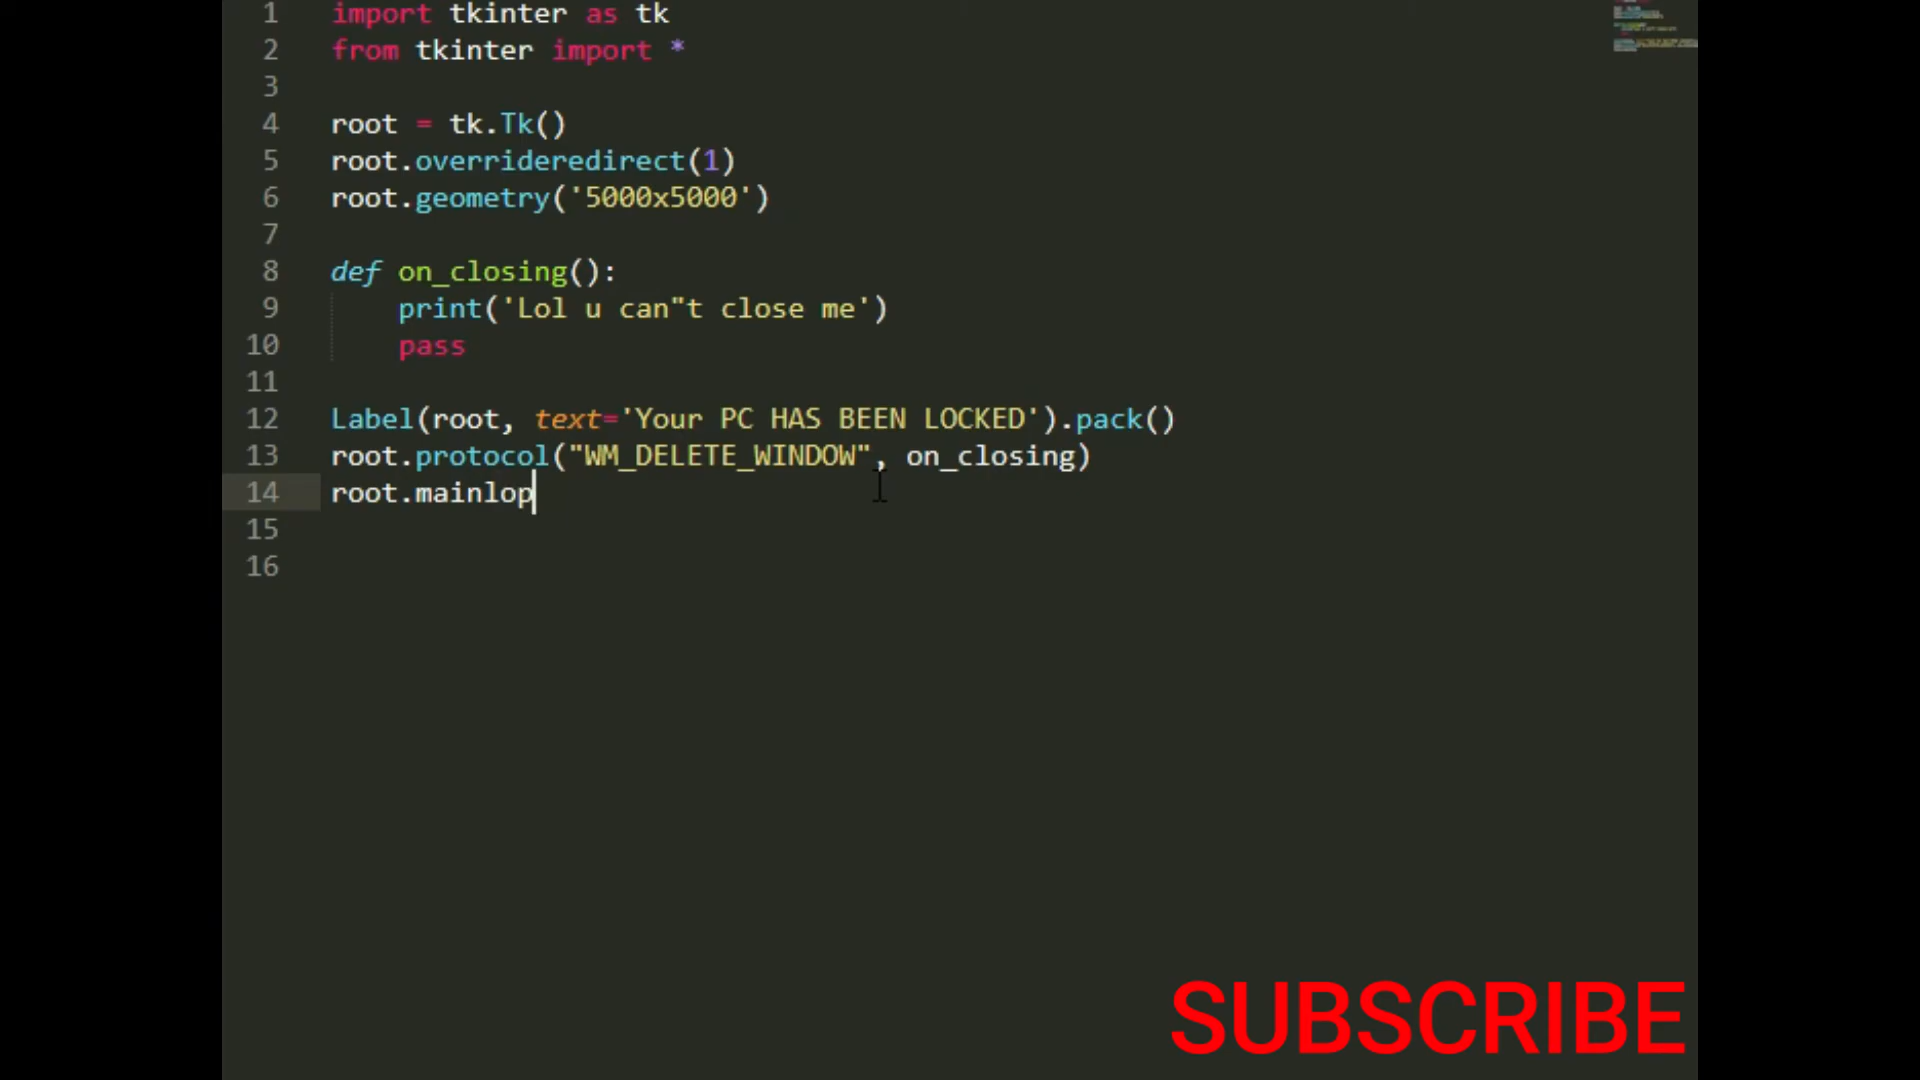 1 import tkinter as tk
2 from tkinter import *
3
4 root = tk.Tk()
5 root.overrideredirect(1)
6 root.geometry('5000x5000')
7
8 def on_closing():
9     print('Lol u can"t close me')
10     pass
11
12 Label(root, text='Your PC HAS BEEN LOCKED').pack()
13 root.protocol("WM_DELETE_WINDOW", on_closing)
14 root.mainlop
15
16
SUBSCRIBE